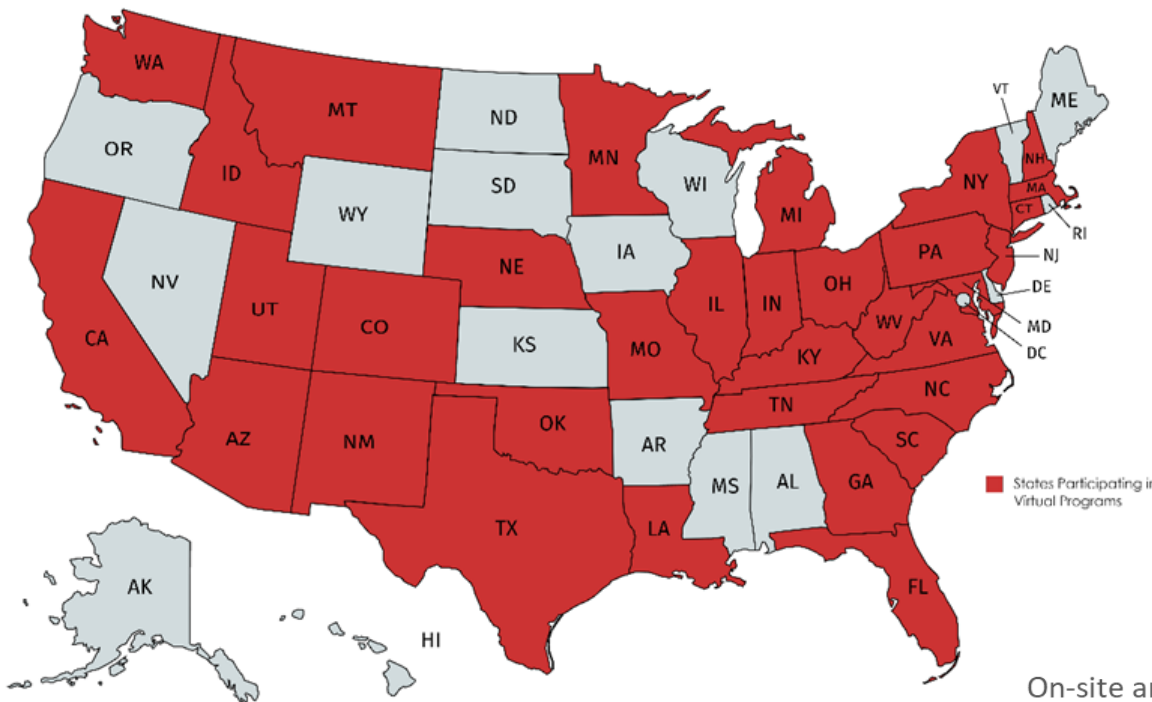 WA
MT
ND
MN
VT
ME
OR
ID
SD
WI
NH
NY
MA
WY
MI
CT
RI
IA
PA
NJ
NE
NV
OH
DE
UT
IL
IN
CO
WV
MD
CA
KS
MO
VA
DC
KY
NC
TN
OK
AZ
NM
AR
SC
MS
AL
GA
States Participating in
Virtual Programs
TX
LA
AK
FL
HI
On-site